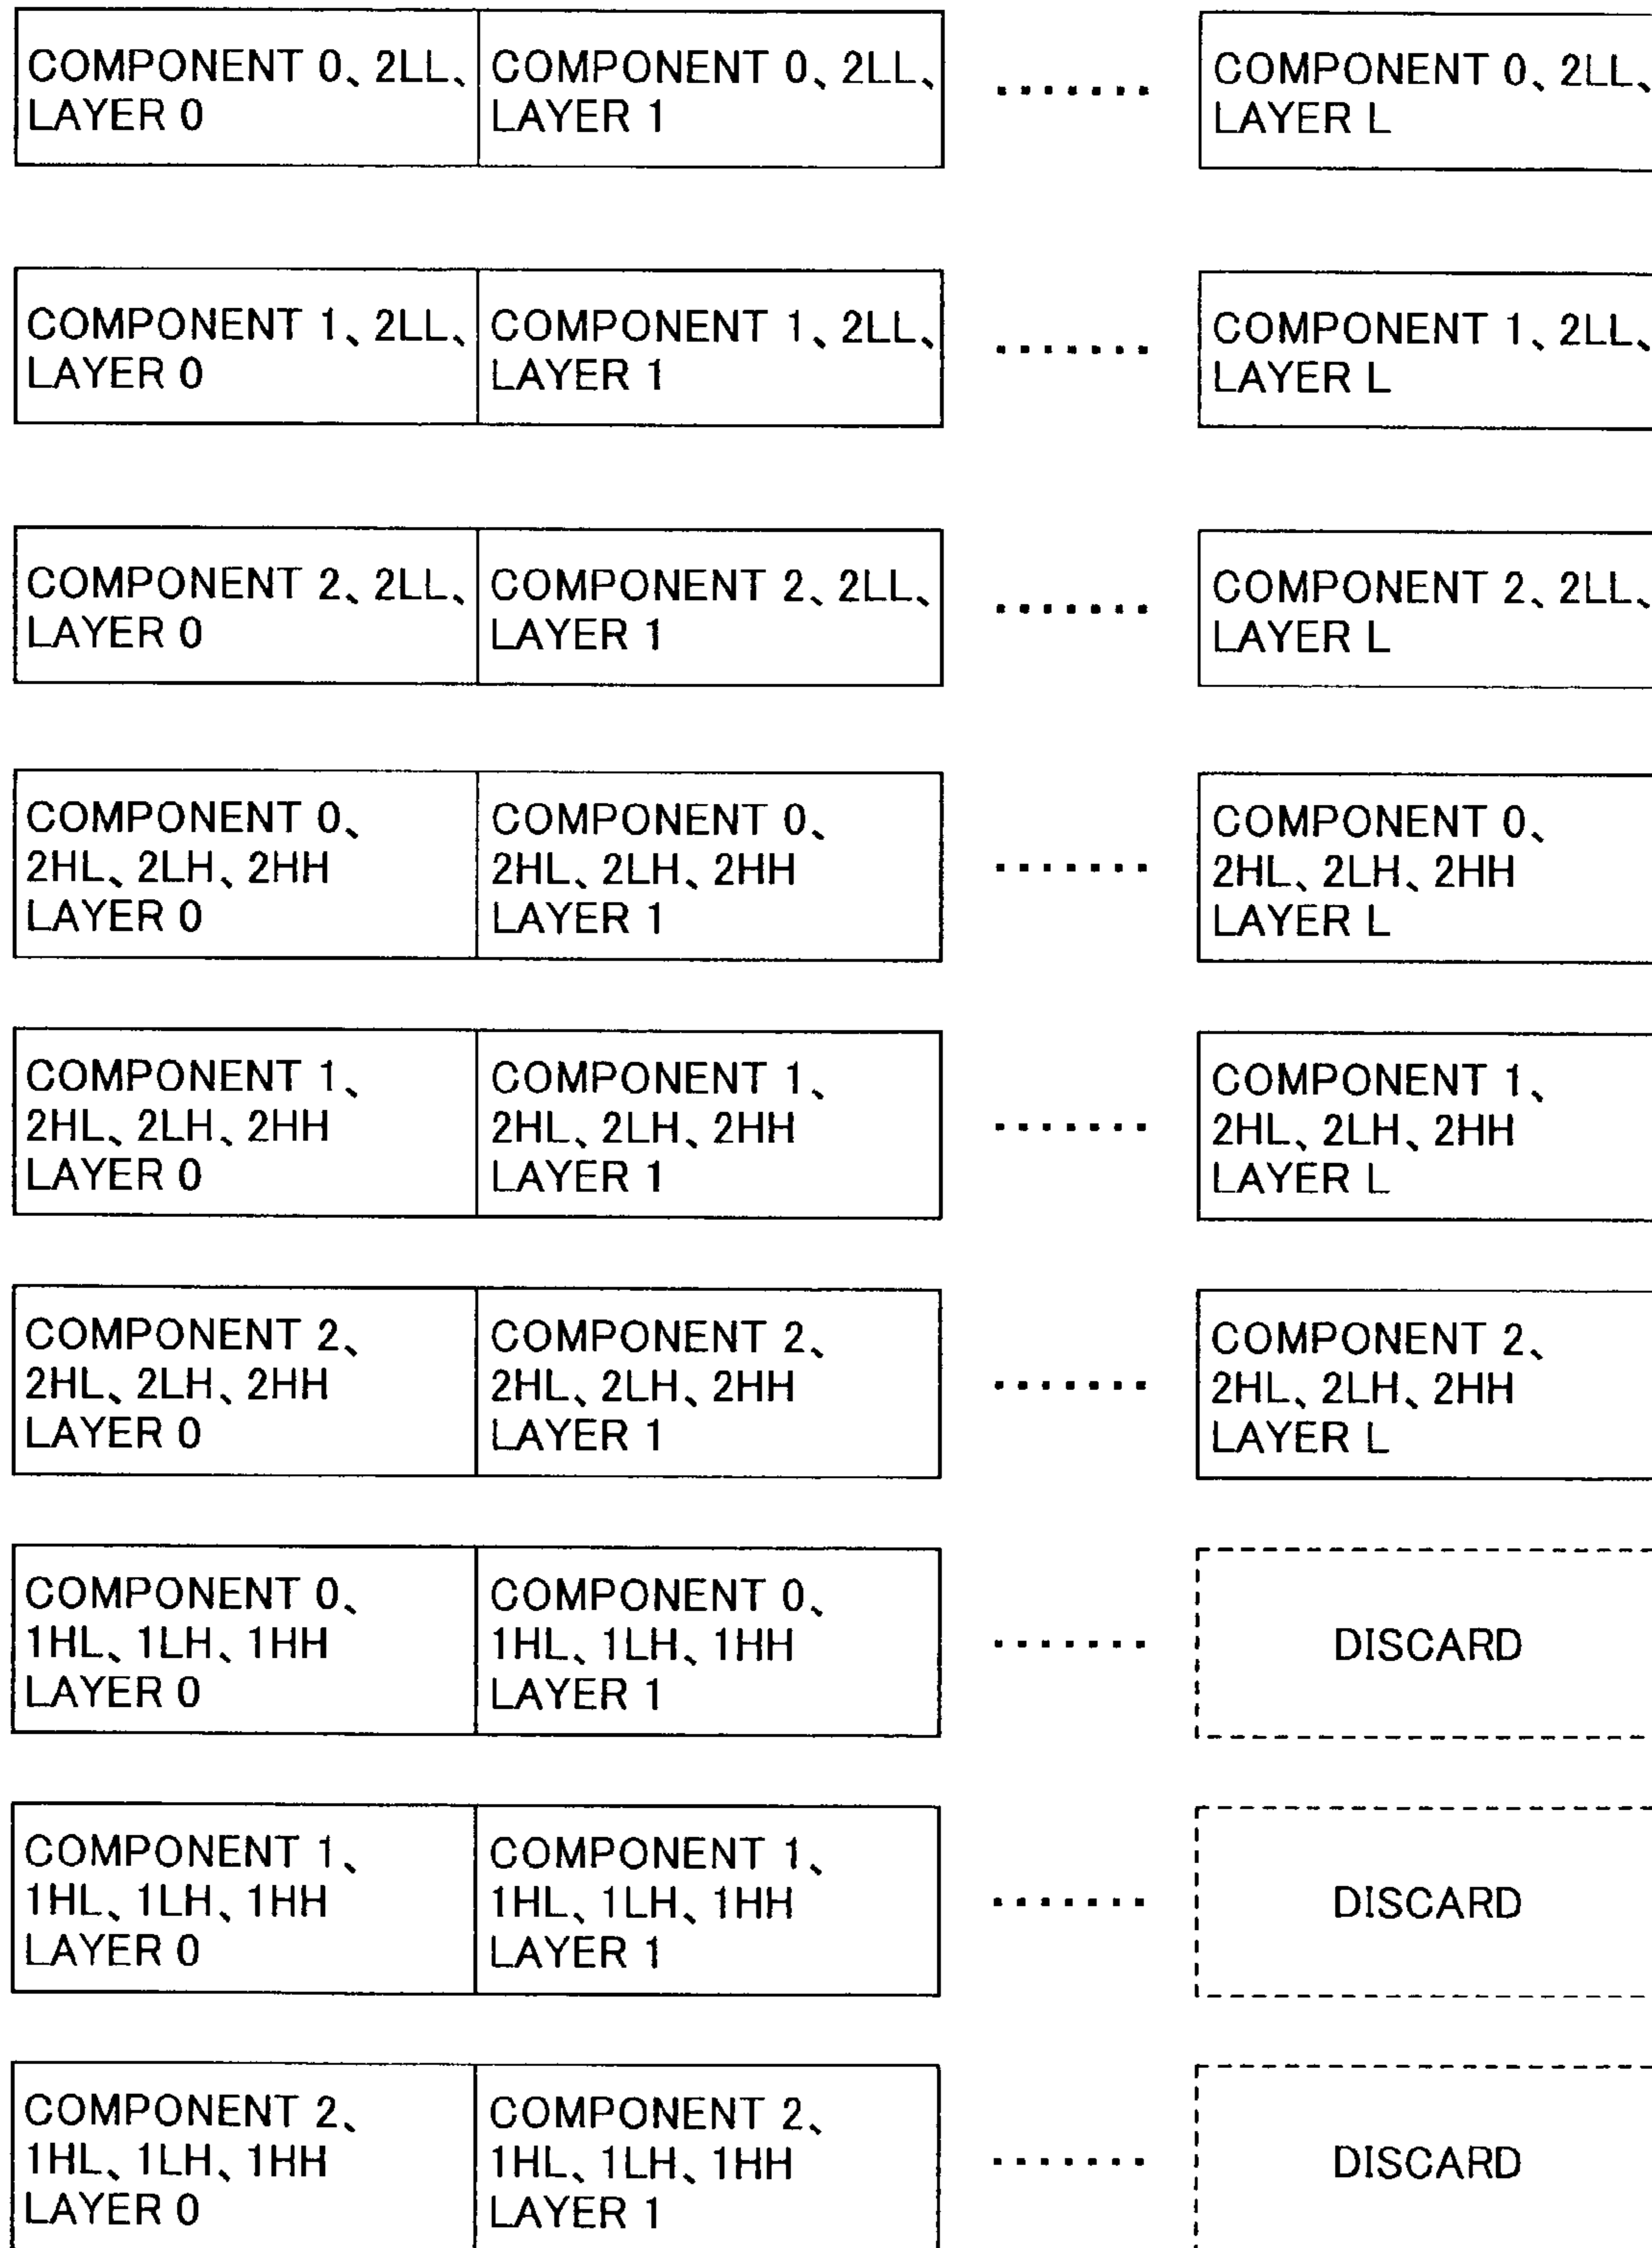 COMPONENT 0、2LL、
LAYER 0
COMPONENT 0、2LL、
LAYER 1
COMPONENT 0、2LL、
LAYER L
COMPONENT 1、2LL、
LAYER 0
COMPONENT 1、2LL、
LAYER 1
COMPONENT 1、2LL、
LAYER L
COMPONENT 2、2LL、
LAYER 0
COMPONENT 2、2LL、
LAYER 1
COMPONENT 2、2LL、
LAYER L
COMPONENT 0、
2HL、2LH、2HH
LAYER 0
COMPONENT 0、
2HL、2LH、2HH
LAYER 1
COMPONENT 0、
2HL、2LH、2HH
LAYER L
COMPONENT 1、
2HL、2LH、2HH
LAYER 0
COMPONENT 1、
2HL、2LH、2HH
LAYER 1
COMPONENT 1、
2HL、2LH、2HH
LAYER L
COMPONENT 2、
2HL、2LH、2HH
LAYER 0
COMPONENT 2、
2HL、2LH、2HH
LAYER 1
COMPONENT 2、
2HL、2LH、2HH
LAYER L
COMPONENT 0、
1HL、1LH、1HH
LAYER 0
COMPONENT 0、
1HL、1LH、1HH
LAYER 1
DISCARD
COMPONENT 1、
1HL、1LH、1HH
LAYER 0
COMPONENT 1、
1HL、1LH、1HH
LAYER 1
DISCARD
COMPONENT 2、
1HL、1LH、1HH
LAYER 0
COMPONENT 2、
1HL、1LH、1HH
LAYER 1
DISCARD